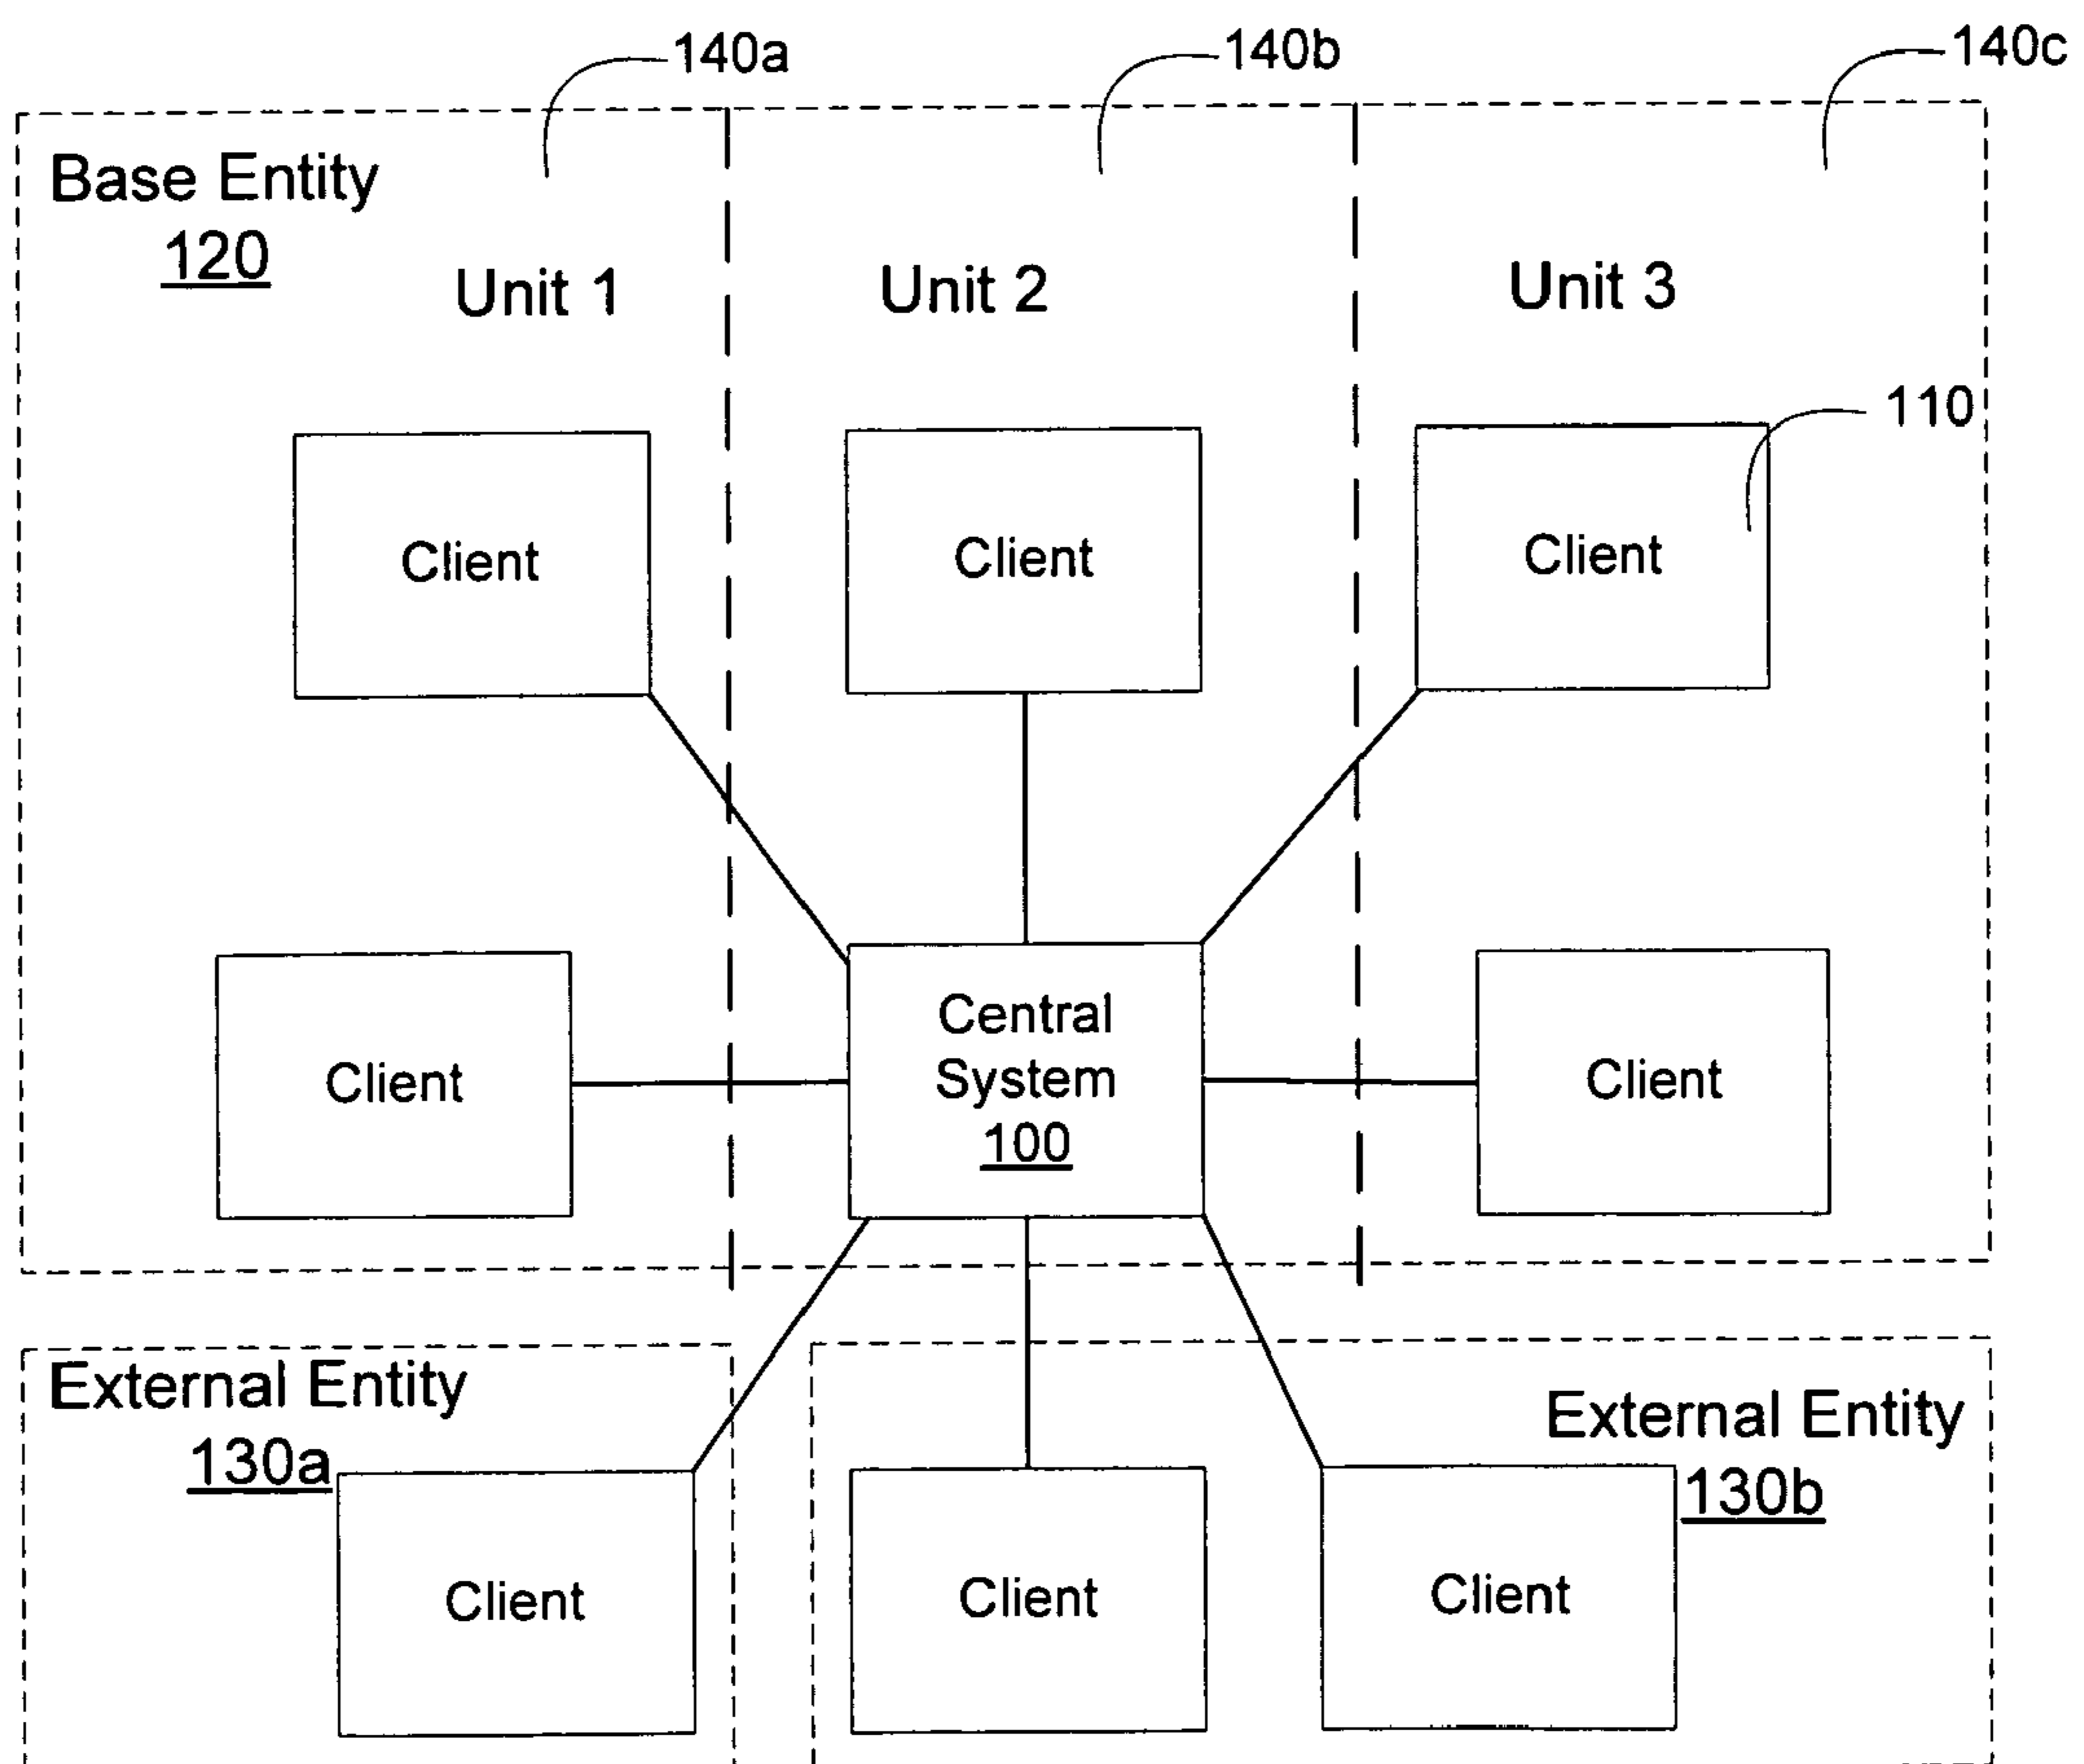 140a
140b
140c
Base Entity
120
Unit 1
Unit 2
Unit 3
110
Client
Client
Client
Client
Central
System
100
Client
External Entity
130a
External Entity
130b
Client
Client
Client